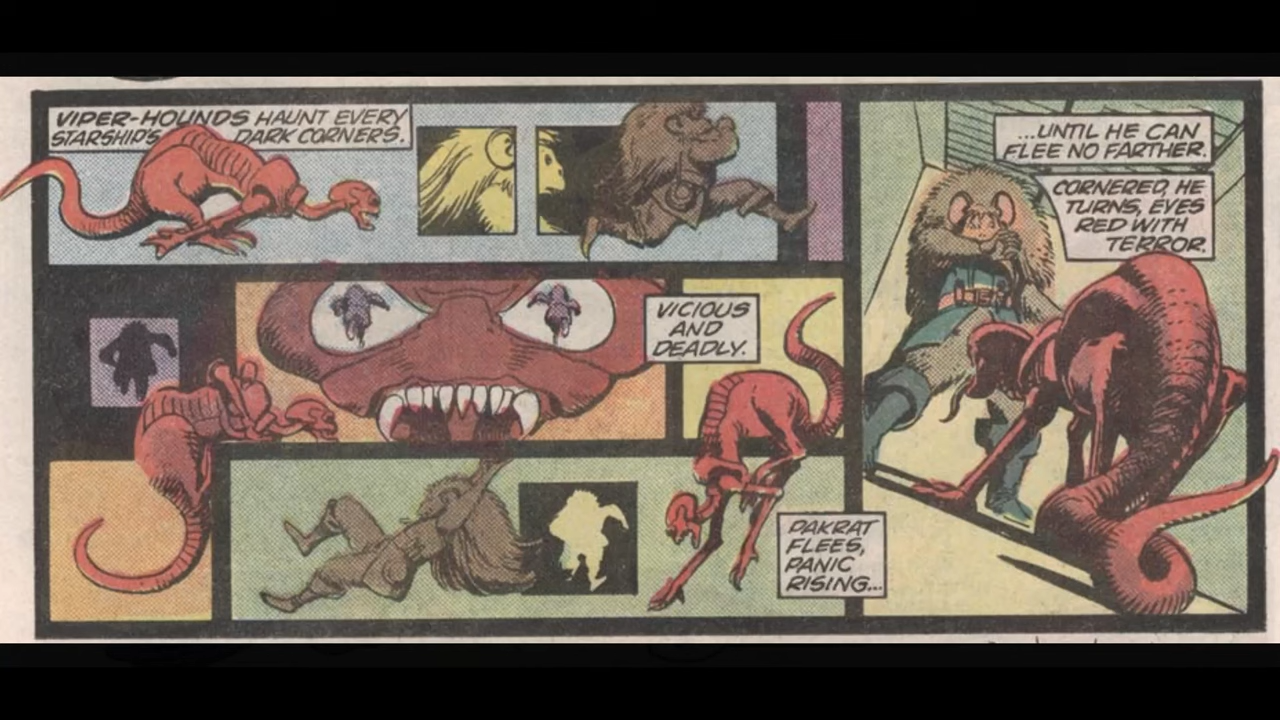 VIPER-HOUNDS HAUNT EVERY
STARSHIP'S DARK CORNERS.
VICIOUS
AND
DEADLY.
PAKRAT
FLEES,
PANIC
RISING...
...UNTIL HE CAN
FLEE NO FARTHER.
CORNERED, HE
TURNS, EYES
RED WITH
TERROR.